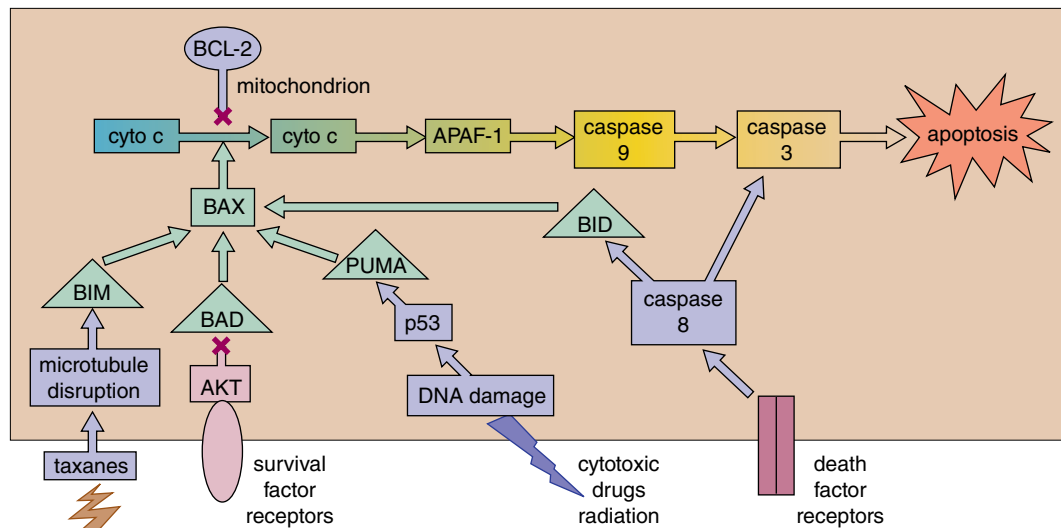 BCL-2
mitochondrion
cyto c
cyto c
APAF-1
caspase
9
caspase
3
apoptosis
BAX
BID
PUMA
BIM
BAD
caspase
8
p53
microtubule
disruption
AKT
DNA damage
taxanes
survival
factor
receptors
cytotoxic
drugs
radiation
death
factor
receptors